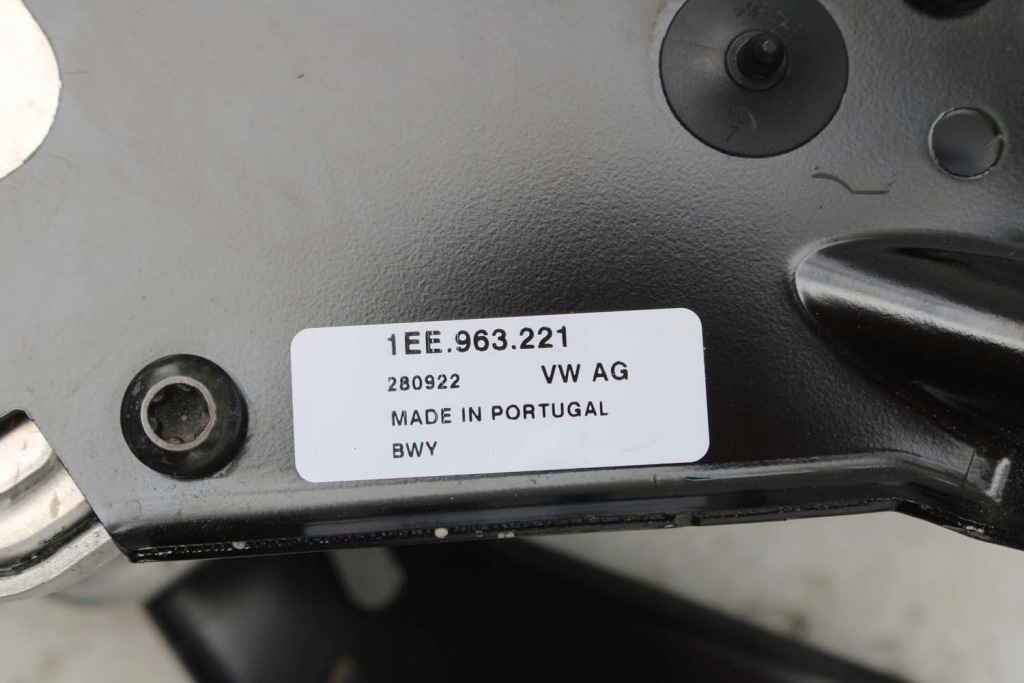 1EE.963.221
280922 VW AG
MADE IN PORTUGAL
BWY